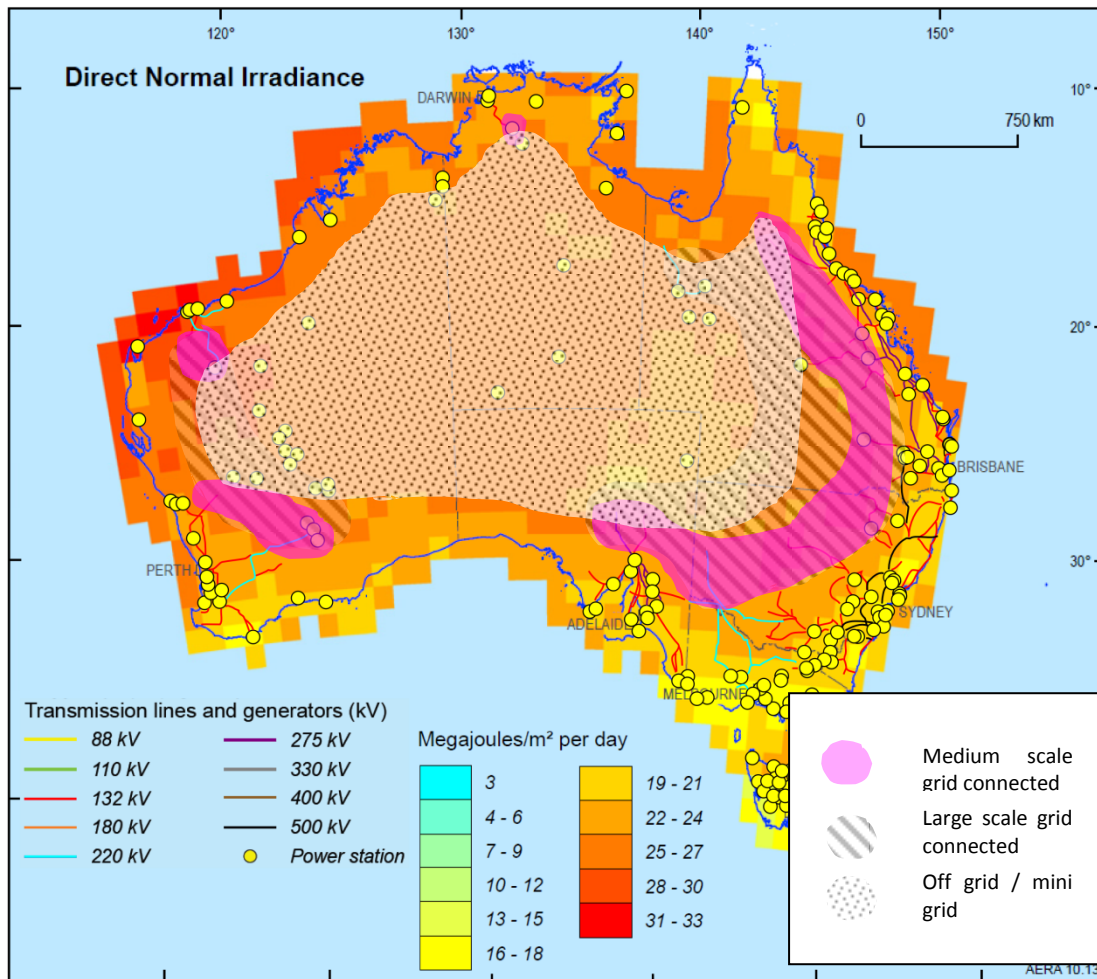 120°
130°
140°
150°
Direct Normal Irradiance
DARWIN
10°
0
750 km
20°
BRISBANE
30°
PERTH
SYDNEY
ADELAIDE
MELBOURNE
Transmission lines and generators (kV)
88 kV
110 kV
132 kV
180 kV
220 kV
275 kV
330 kV
400 kV
500 kV
Power station
Megajoules/m² per day
3
4 - 6
7 - 9
10 - 12
13 - 15
16 - 18
19 - 21
22 - 24
25 - 27
28 - 30
31 - 33
Medium scale
grid connected
Large scale grid
connected
Off grid / mini
grid
AERA 10.13